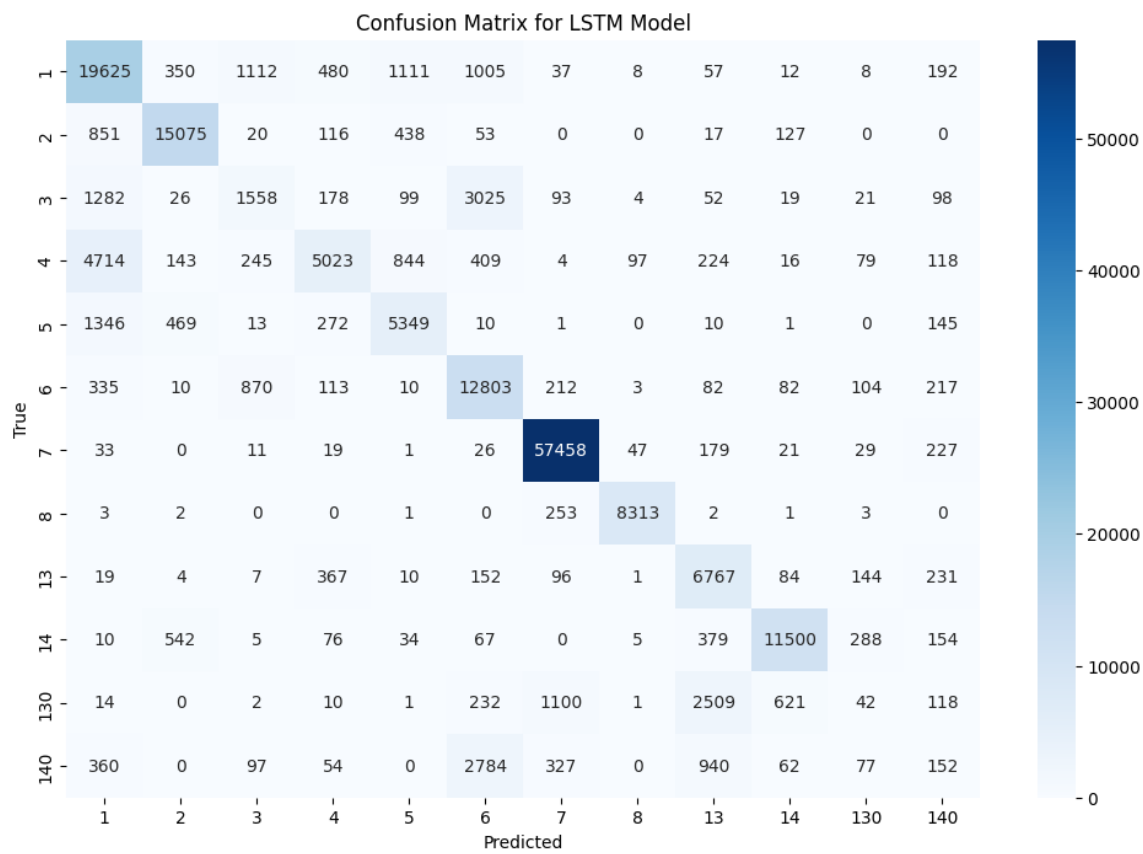 Confusion Matrix for LSTM Model
1 19625 350 1112 480 1111 1005 37 8 57 12 8 192
2 851 15075 20 116 438 53 0 0 17 127 0 0
3 1282 26 1558 178 99 3025 93 4 52 19 21 98
4 4714 143 245 5023 844 409 4 97 224 16 79 118
5 1346 469 13 272 5349 10 1 0 10 1 0 145
6 335 10 870 113 10 12803 212 3 82 82 104 217
7 33 0 11 19 1 26 57458 47 179 21 29 227
8 3 2 0 0 1 0 253 8313 2 1 3 0
13 19 4 7 367 10 152 96 1 6767 84 144 231
14 10 542 5 76 34 67 0 5 379 11500 288 154
130 14 0 2 10 1 232 1100 1 2509 621 42 118
140 360 0 97 54 0 2784 327 0 940 62 77 152
1 2 3 4 5 6 7 8 13 14 130 140
Predicted
True
50000
40000
30000
20000
10000
0